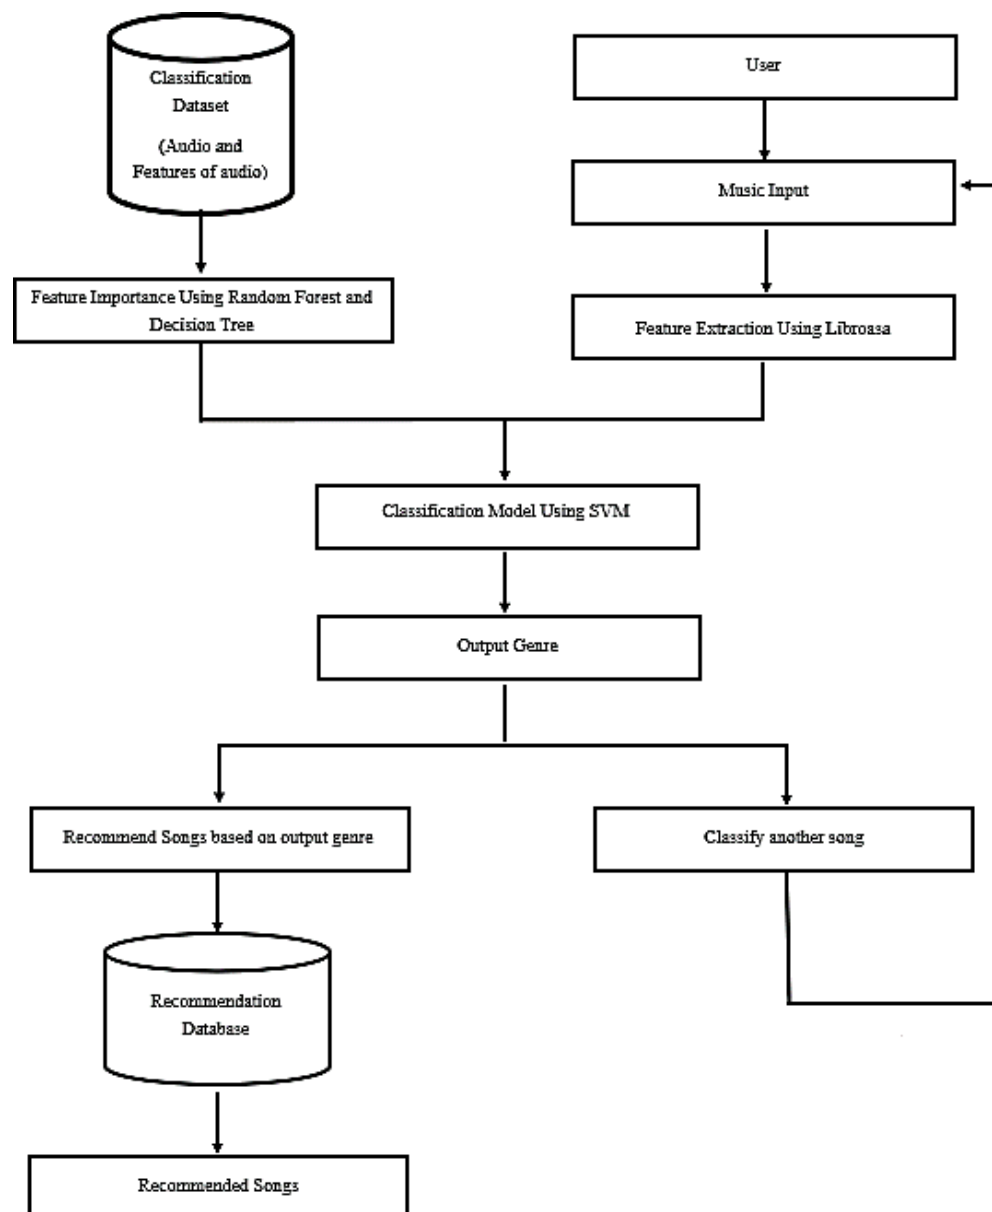 Classification
Dataset
(Audio and
Features of audio)
User
Music Input
Feature Importance Using Random Forest and
Decision Tree
Feature Extraction Using Libroasa
Classification Model Using SVM
Output Genre
Recommend Songs based on output genre
Classify another song
Recommendation
Database
Recommended Songs